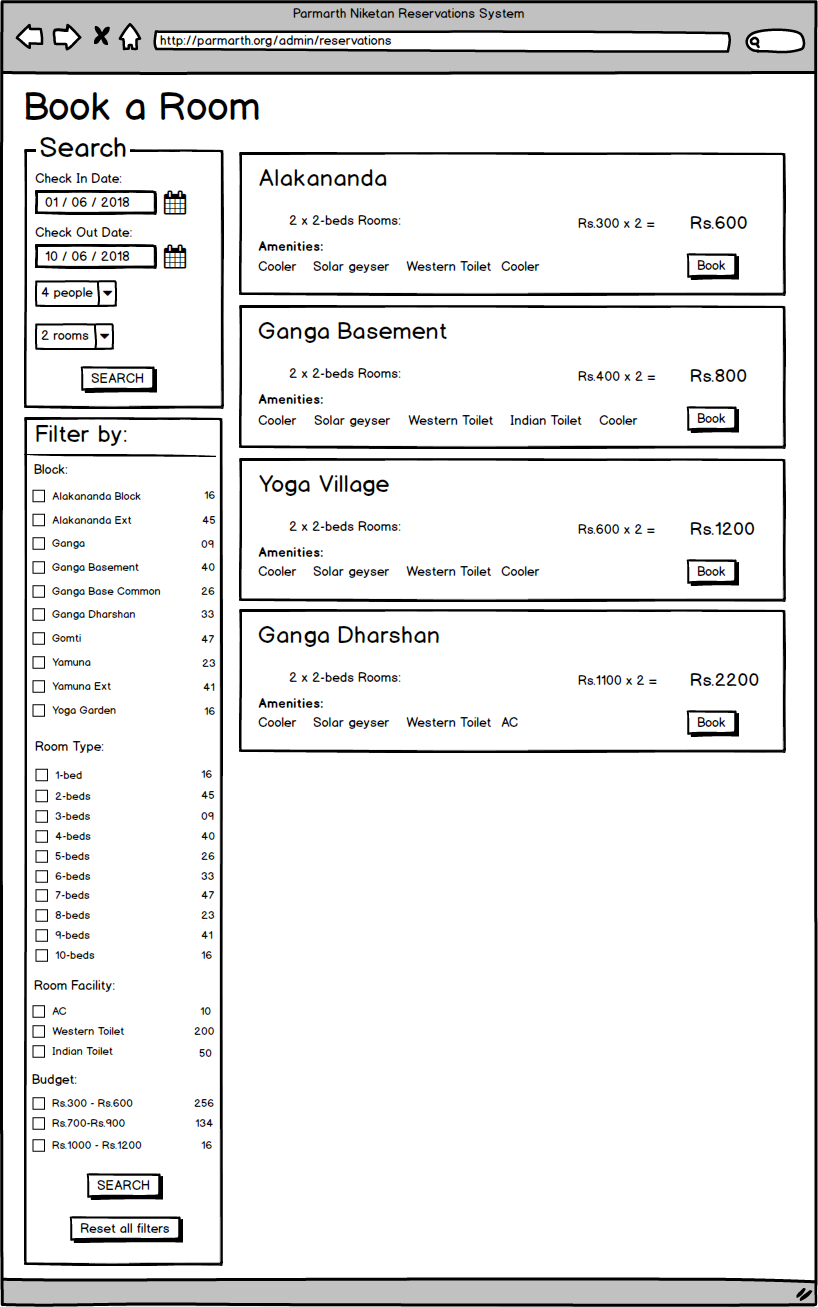 Parmarth Niketan Reservations System
http://parmarth.org/admin/reservations
Book a Room
Search
Check In Date:
01 / 06 / 2018
Check Out Date:
10 / 06 / 2018
4 people
2 rooms
SEARCH
Filter by:
Block:
Alakananda Block 16
Alakananda Ext 45
Ganga 09
Ganga Basement 40
Ganga Base Common 26
Ganga Dharshan 33
Gomti 47
Yamuna 23
Yamuna Ext 41
Yoga Garden 16
Room Type:
1-bed 16
2-beds 45
3-beds 09
4-beds 40
5-beds 26
6-beds 33
7-beds 47
8-beds 23
9-beds 41
10-beds 16
Room Facility:
AC 10
Western Toilet 200
Indian Toilet 50
Budget:
Rs.300 - Rs.600 256
Rs.700-Rs.900 134
Rs.1000 - Rs.1200 16
SEARCH
Reset all filters
Alakananda
2 x 2-beds Rooms: Rs.300 x 2 = Rs.600
Amenities:
Cooler Solar geyser Western Toilet Cooler
Book
Ganga Basement
2 x 2-beds Rooms: Rs.400 x 2 = Rs.800
Amenities:
Cooler Solar geyser Western Toilet Indian Toilet Cooler
Book
Yoga Village
2 x 2-beds Rooms: Rs.600 x 2 = Rs.1200
Amenities:
Cooler Solar geyser Western Toilet Cooler
Book
Ganga Dharshan
2 x 2-beds Rooms: Rs.1100 x 2 = Rs.2200
Amenities:
Cooler Solar geyser Western Toilet AC
Book